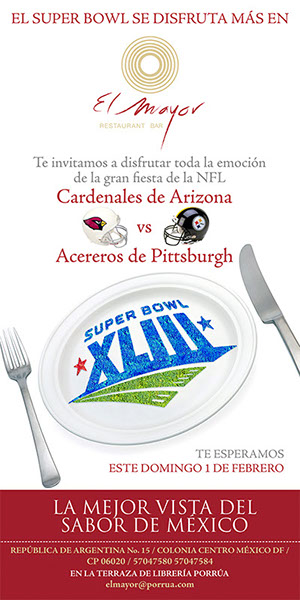 EL SUPER BOWL SE DISFRUTA MÁS EN
El Mayor
RESTAURANT BAR
Te invitamos a disfrutar toda la emoción
de la gran fiesta de la NFL
Cardenales de Arizona
vs
Acereros de Pittsburgh
SUPER BOWL
XLIII
TE ESPERAMOS
ESTE DOMINGO 1 DE FEBRERO
LA MEJOR VISTA DEL
SABOR DE MÉXICO
REPÚBLICA DE ARGENTINA No. 15 / COLONIA CENTRO MÉXICO DF /
CP 06020 / 57047580 57047584
EN LA TERRAZA DE LIBRERÍA PORRÚA
elmayor@porrua.com